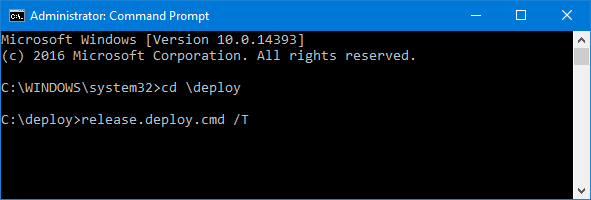 Administrator: Command Prompt
Microsoft Windows [Version 10.0.14393]
(c) 2016 Microsoft Corporation. All rights reserved.
C:\WINDOWS\system32>cd \deploy
C:\deploy>release.deploy.cmd /T